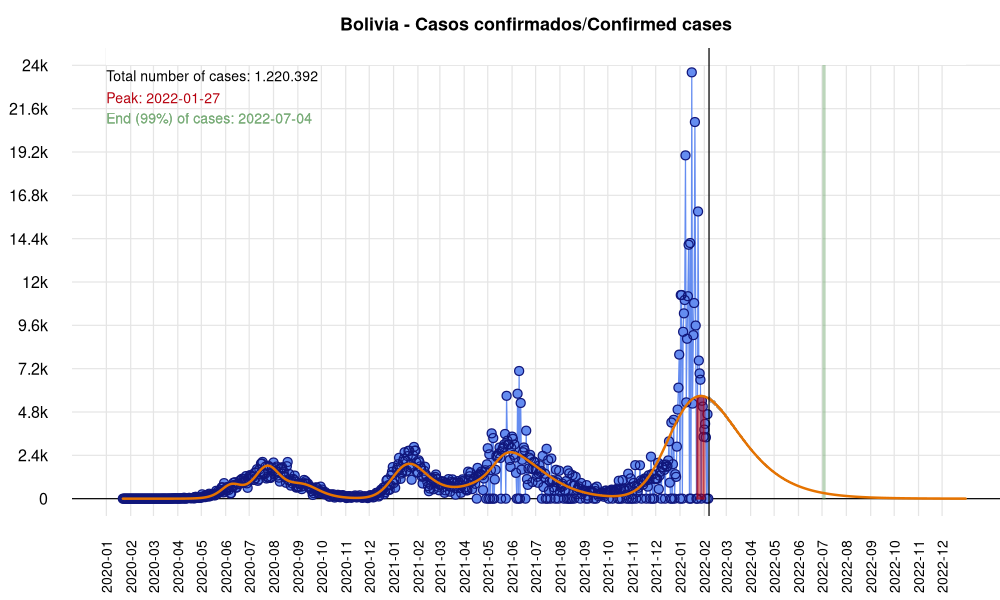 Bolivia - Casos confirmados/Confirmed cases
Total number of cases: 1.220.392
Peak: 2022-01-27
End (99%) of cases: 2022-07-04
24k
21.6k
19.2k
16.8k
14.4k
12k
9.6k
7.2k
4.8k
2.4k
0
2020-01
2020-02
2020-03
2020-04
2020-05
2020-06
2020-07
2020-08
2020-09
2020-10
2020-11
2020-12
2021-01
2021-02
2021-03
2021-04
2021-05
2021-06
2021-07
2021-08
2021-09
2021-10
2021-11
2021-12
2022-01
2022-02
2022-03
2022-04
2022-05
2022-06
2022-07
2022-08
2022-09
2022-10
2022-11
2022-12